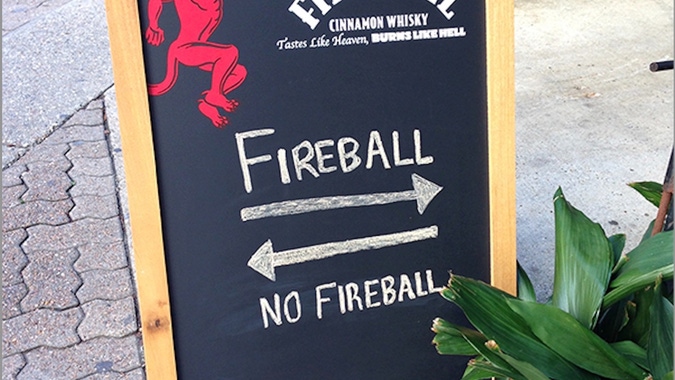 CINNAMON WHISKY
Tastes Like Heaven, BURNS LIKE HELL
FIREBALL
NO FIREBALL